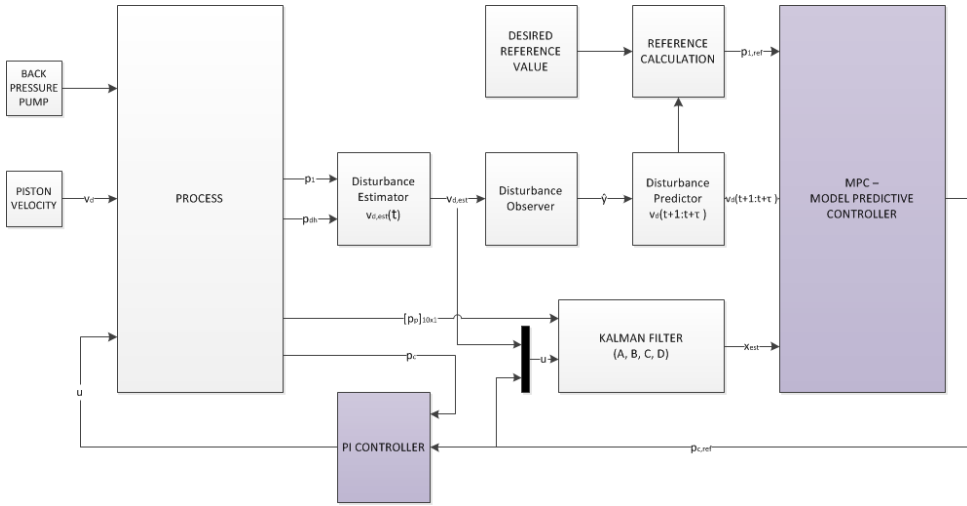 BACK
PRESSURE
PUMP
PISTON
VELOCITY
vd
PROCESS
p1
pdh
Disturbance
Estimator
vd,est(t)
vd,est
Disturbance
Observer
ŷ
DESIRED
REFERENCE
VALUE
REFERENCE
CALCULATION
p1,ref
Disturbance
Predictor
vd(t+1:t+τ )
vd(t+1:t+τ )
MPC –
MODEL PREDICTIVE
CONTROLLER
[pp]10x1
pc
u
KALMAN FILTER
(A, B, C, D)
xest
u
PI CONTROLLER
pc,ref